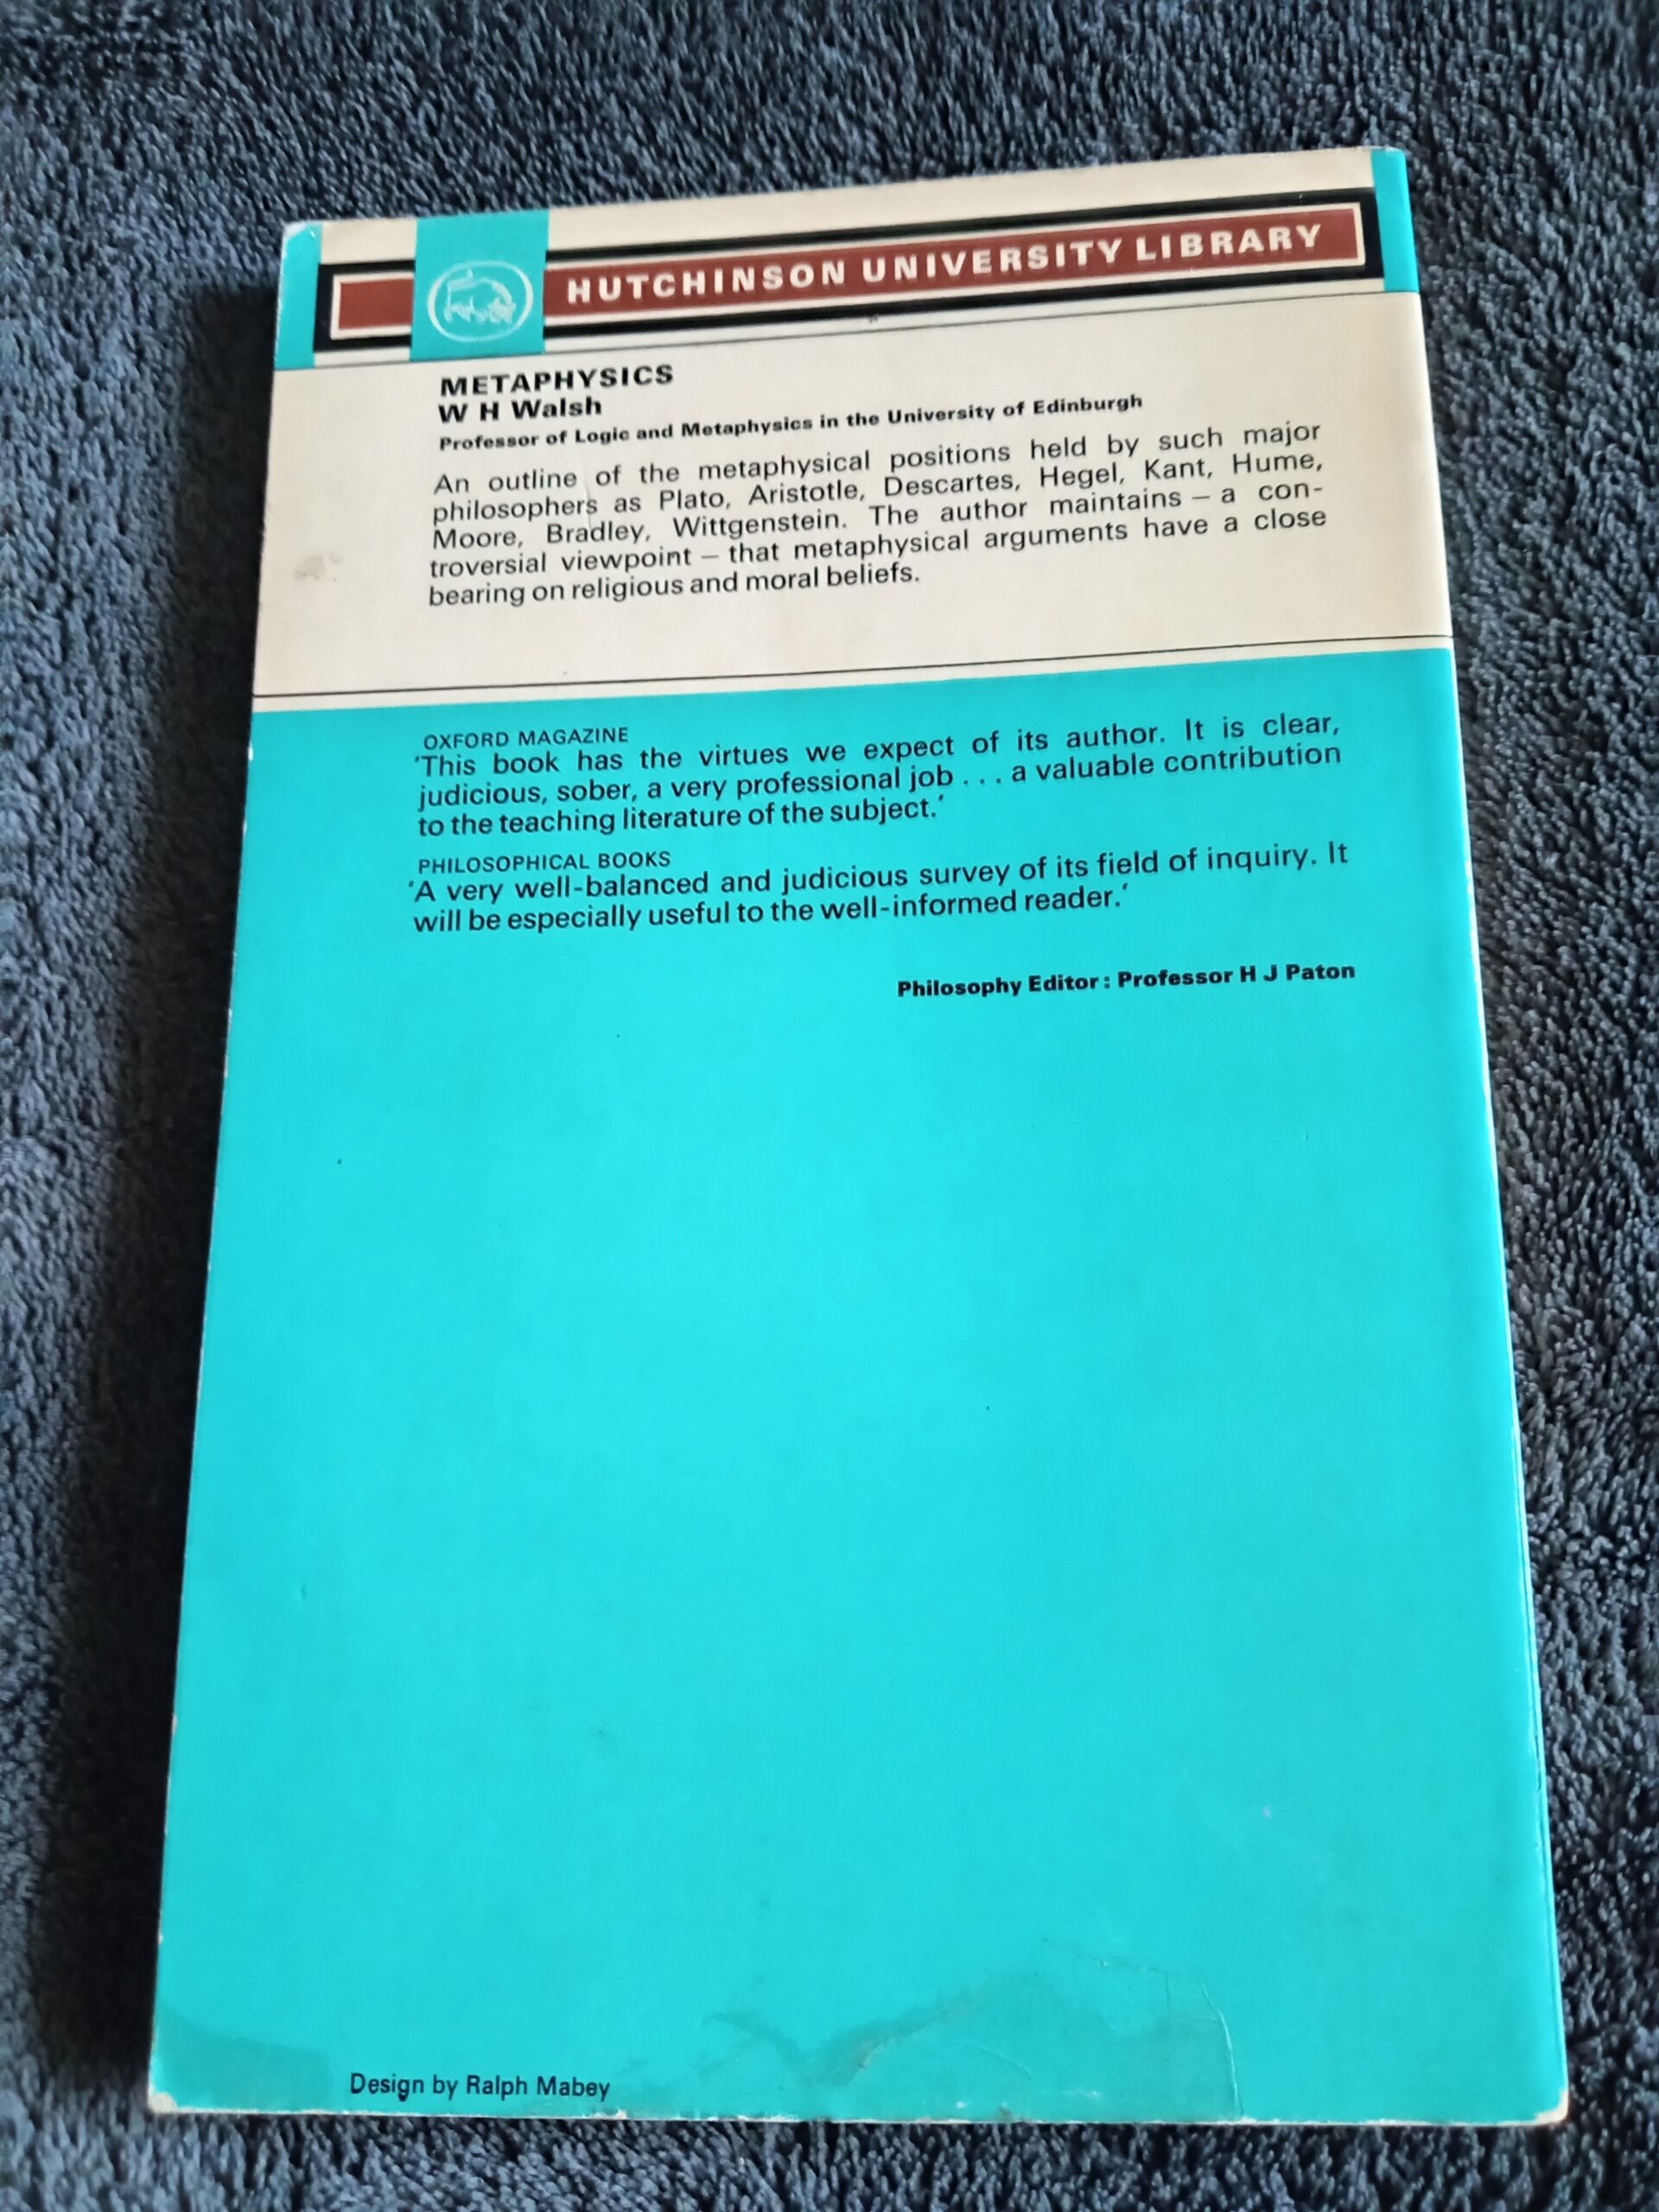 HUTCHINSON UNIVERSITY LIBRARY
METAPHYSICS
W H Walsh
Professor of Logic and Metaphysics in the University of Edinburgh
An outline of the metaphysical positions held by such major
philosophers as Plato, Aristotle, Descartes, Hegel, Kant, Hume,
Moore, Bradley, Wittgenstein. The author maintains – a con-
troversial viewpoint – that metaphysical arguments have a close
bearing on religious and moral beliefs.
OXFORD MAGAZINE
‘This book has the virtues we expect of its author. It is clear,
judicious, sober, a very professional job . . . a valuable contribution
to the teaching literature of the subject.’
PHILOSOPHICAL BOOKS
‘A very well-balanced and judicious survey of its field of inquiry. It
will be especially useful to the well-informed reader.’
Philosophy Editor: Professor H J Paton
Design by Ralph Mabey